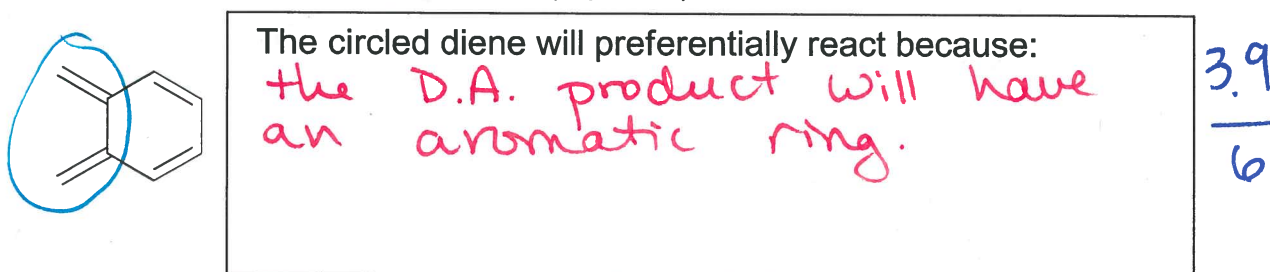 The circled diene will preferentially react because:
the D.A. product will have
an aromatic ring.
3.9
6